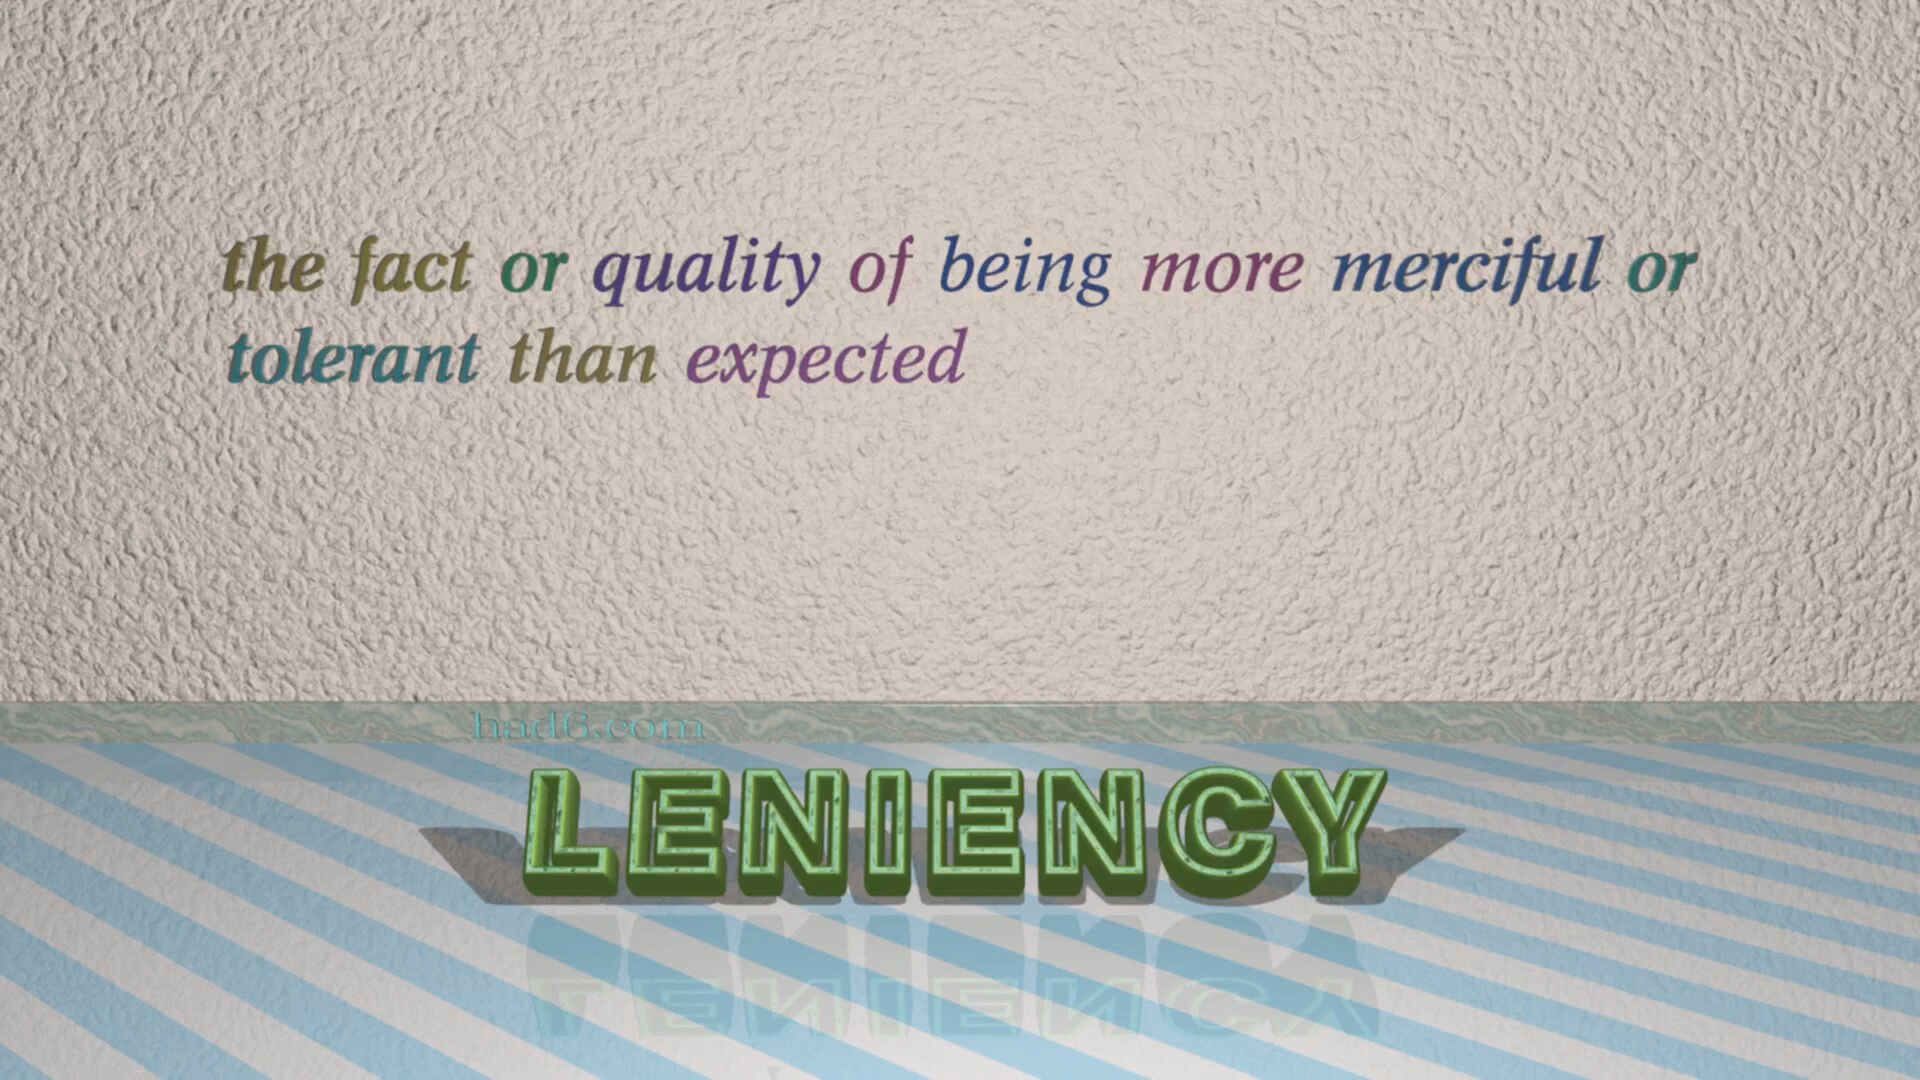 the fact or quality of being more merciful or
tolerant than expected
had6.com
LENIENCY